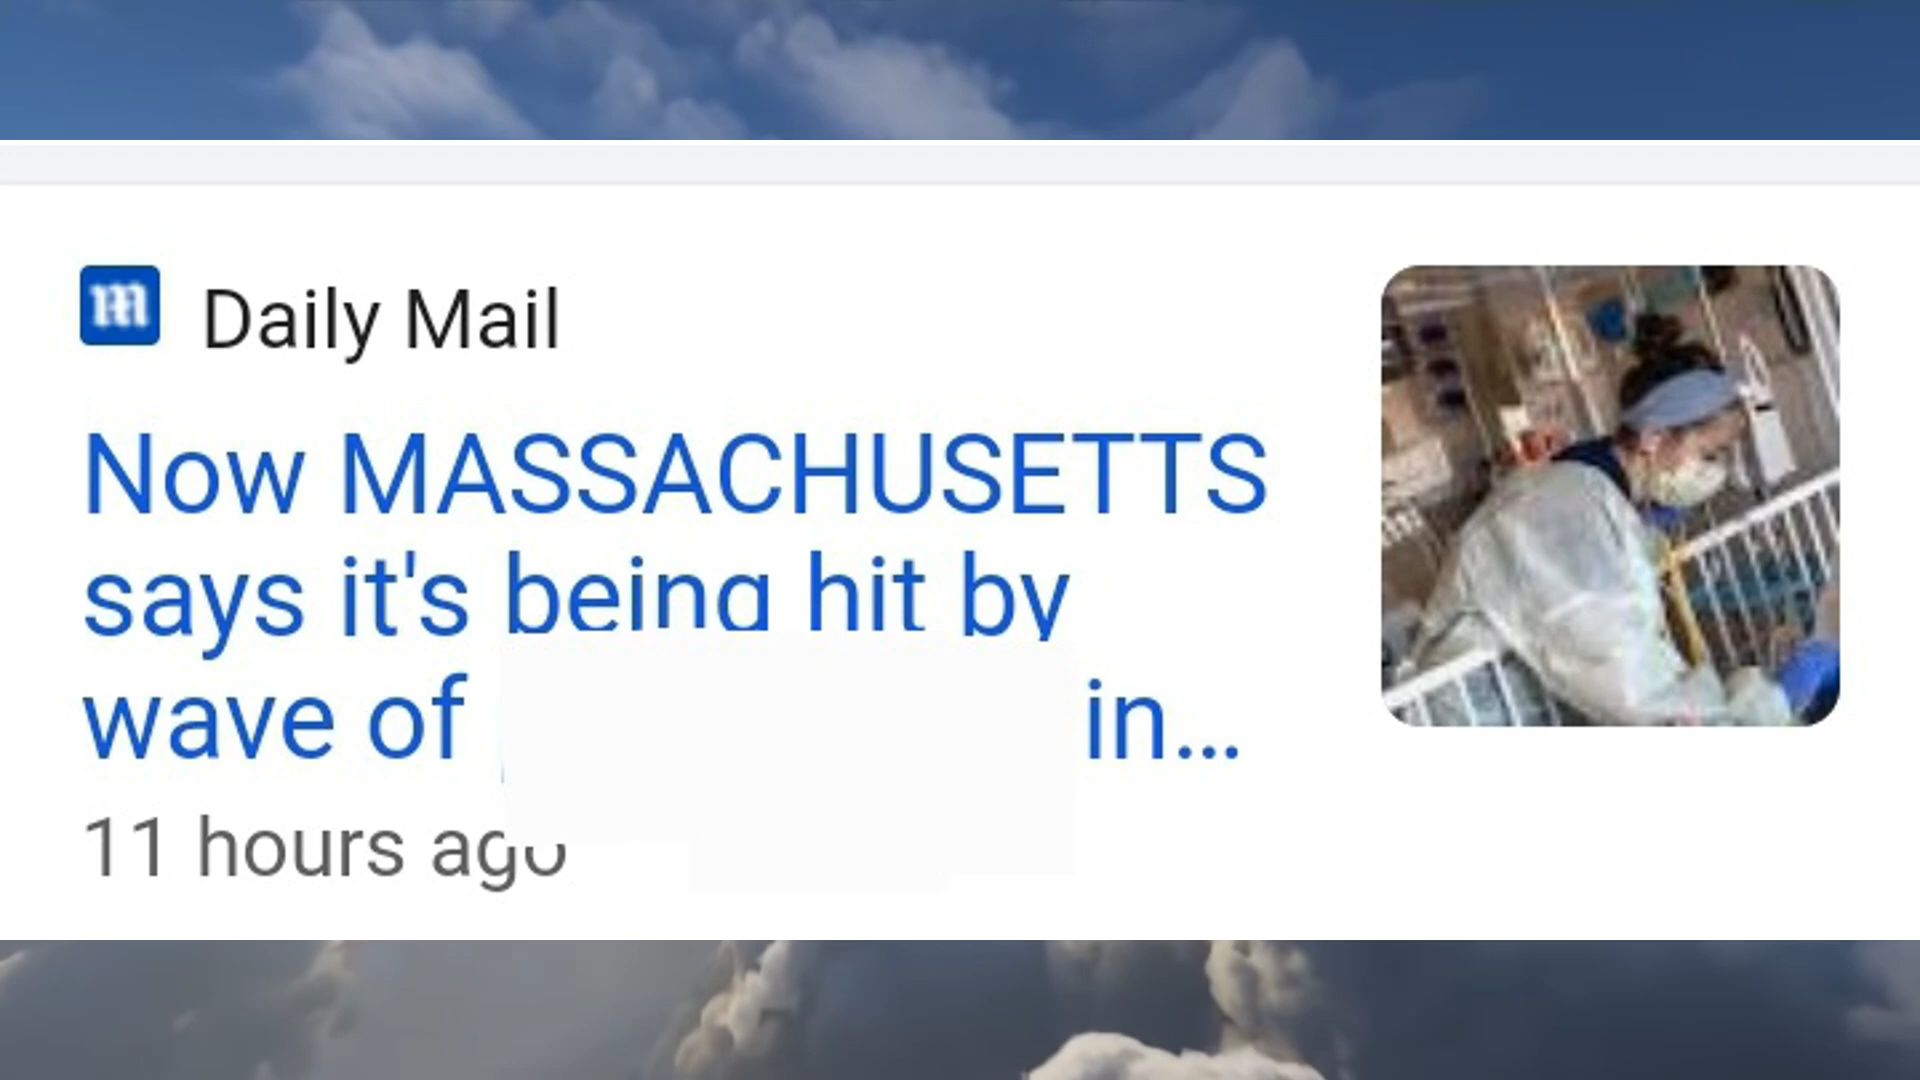 Daily Mail
Now MASSACHUSETTS
says it's being hit by
wave of in...
11 hours ago